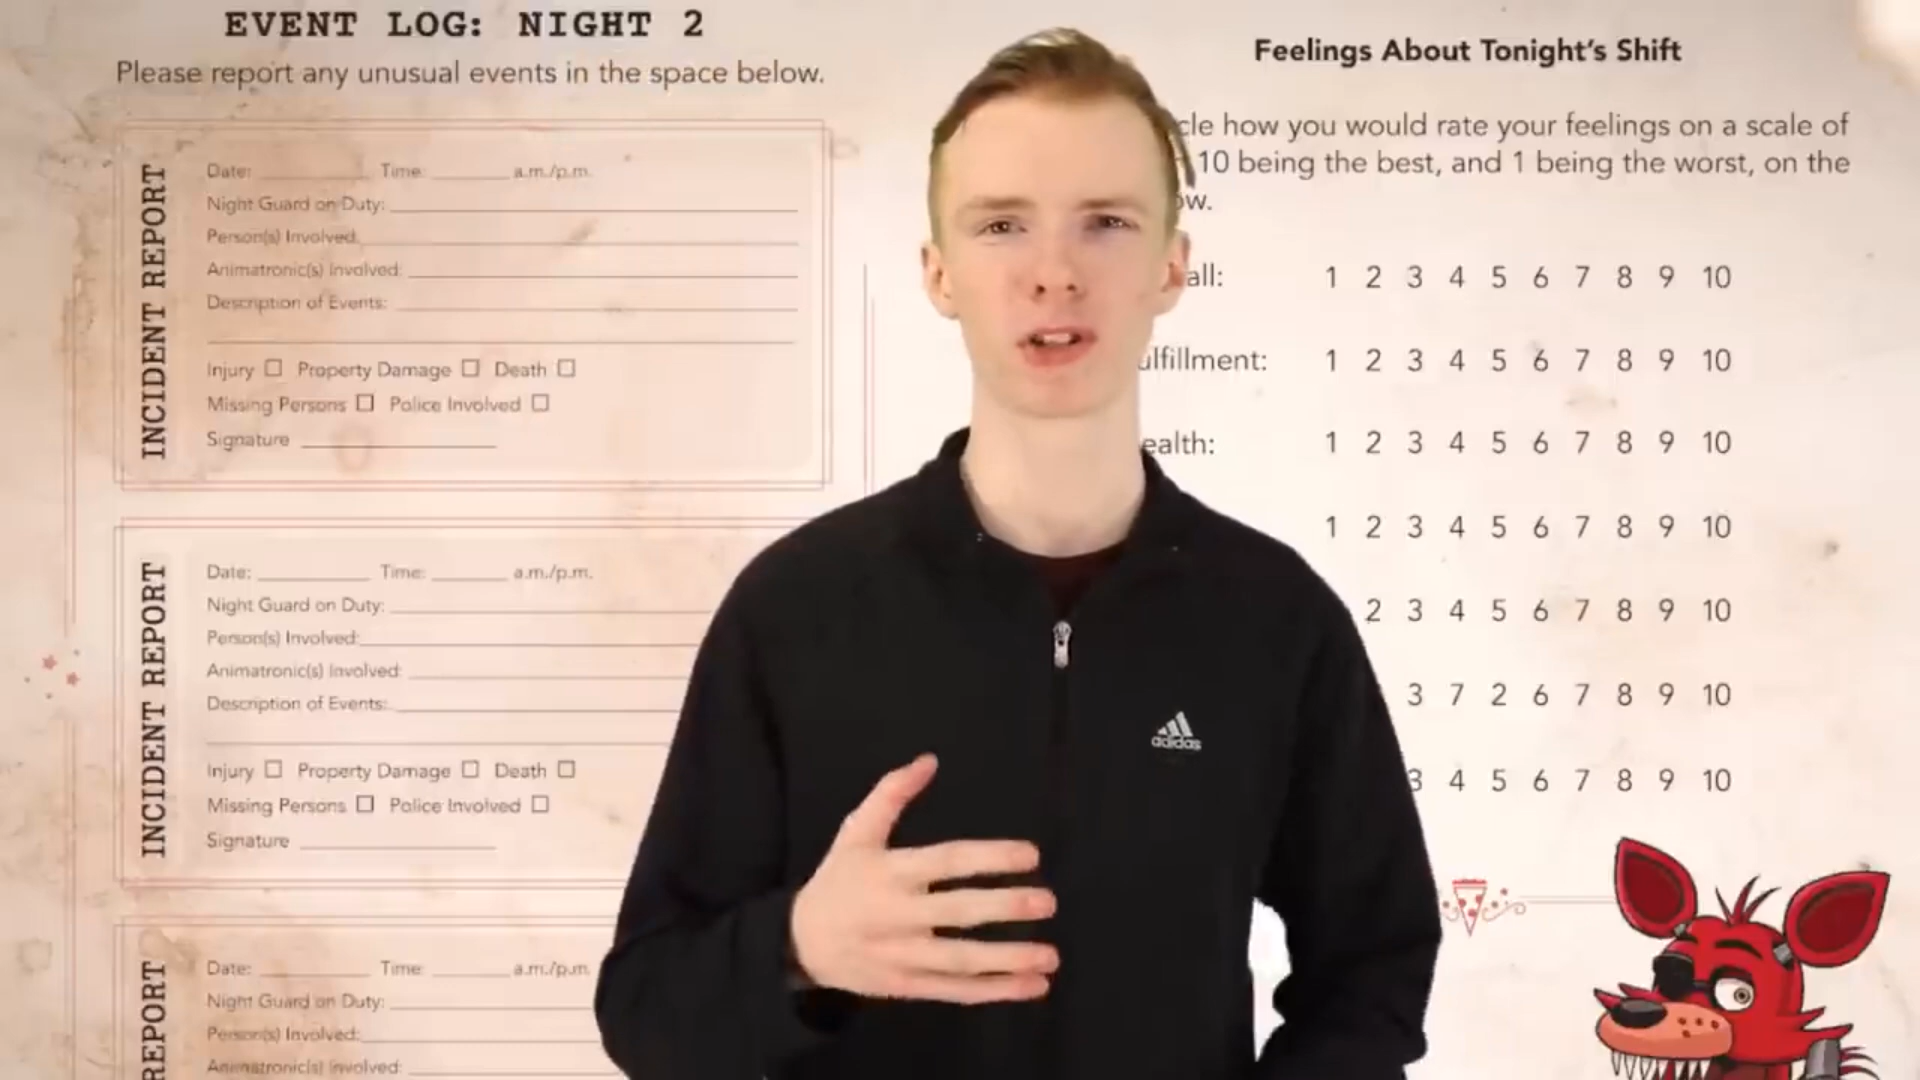 EVENT LOG: NIGHT 2
Please report any unusual events in the space below.
INCIDENT REPORT
Date: Time: a.m./p.m.
Night Guard on Duty:
Person(s) Involved:
Animatronic(s) Involved:
Description of Events:
Injury Property Damage Death
Missing Persons Police Involved
Signature
INCIDENT REPORT
Date: Time: a.m./p.m.
Night Guard on Duty:
Person(s) Involved:
Animatronic(s) Involved:
Description of Events:
Injury Property Damage Death
Missing Persons Police Involved
Signature
REPORT
Date: Time: a.m./p.m.
Night Guard on Duty:
Person(s) Involved:
Animatronic(s) Involved:
Feelings About Tonight's Shift
how you would rate your feelings on a scale of
10 being the best, and 1 being the worst, on the
1 2 3 4 5 6 7 8 9 10
1 2 3 4 5 6 7 8 9 10
1 2 3 4 5 6 7 8 9 10
1 2 3 4 5 6 7 8 9 10
2 3 4 5 6 7 8 9 10
3 7 2 6 7 8 9 10
3 4 5 6 7 8 9 10
adidas